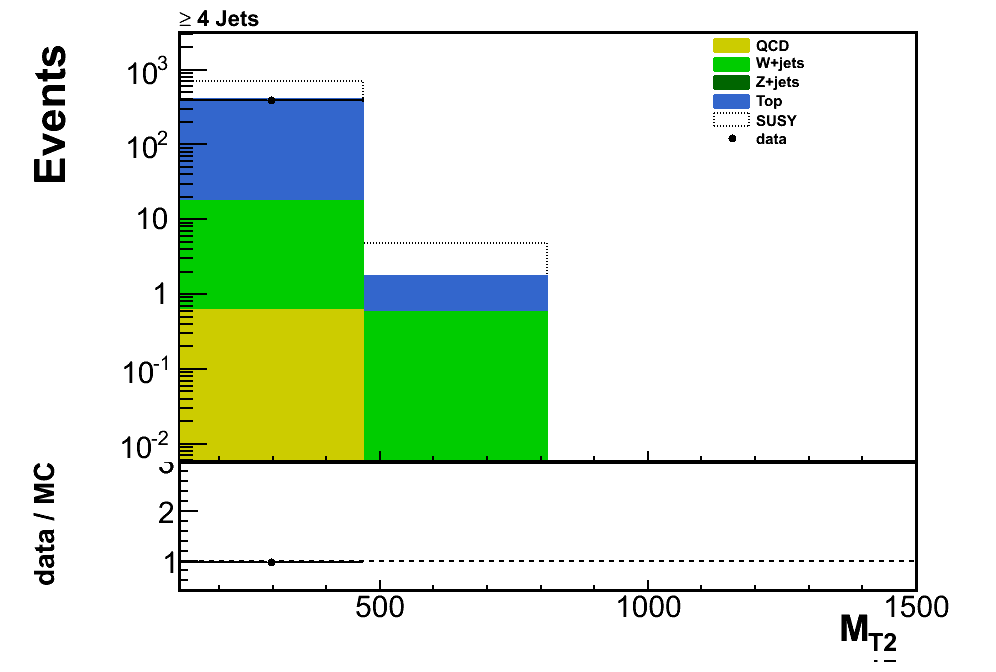 ≥ 4 Jets
Events
10³
10²
10
1
10⁻¹
10⁻²
QCD
W+jets
Z+jets
Top
SUSY
data
data / MC
3
2
1
500
1000
1500
M_T2